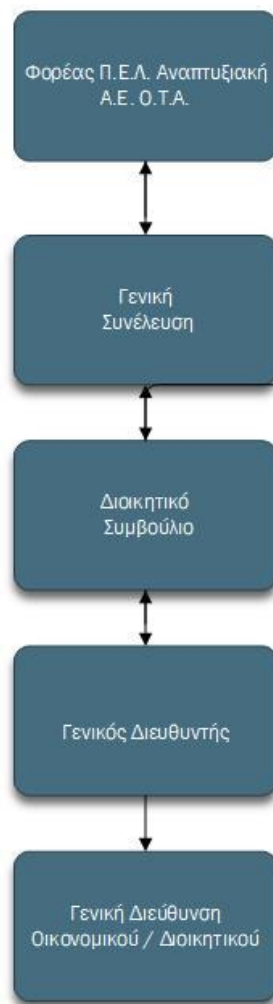 Φορέας Π.Ε.Λ. Αναπτυξιακή
Α.Ε. Ο.Τ.Α.
Γενική
Συνέλευση
Διοικητικό
Συμβούλιο
Γενικός Διευθυντής
Γενική Διεύθυνση
Οικονομικού / Διοικητικού